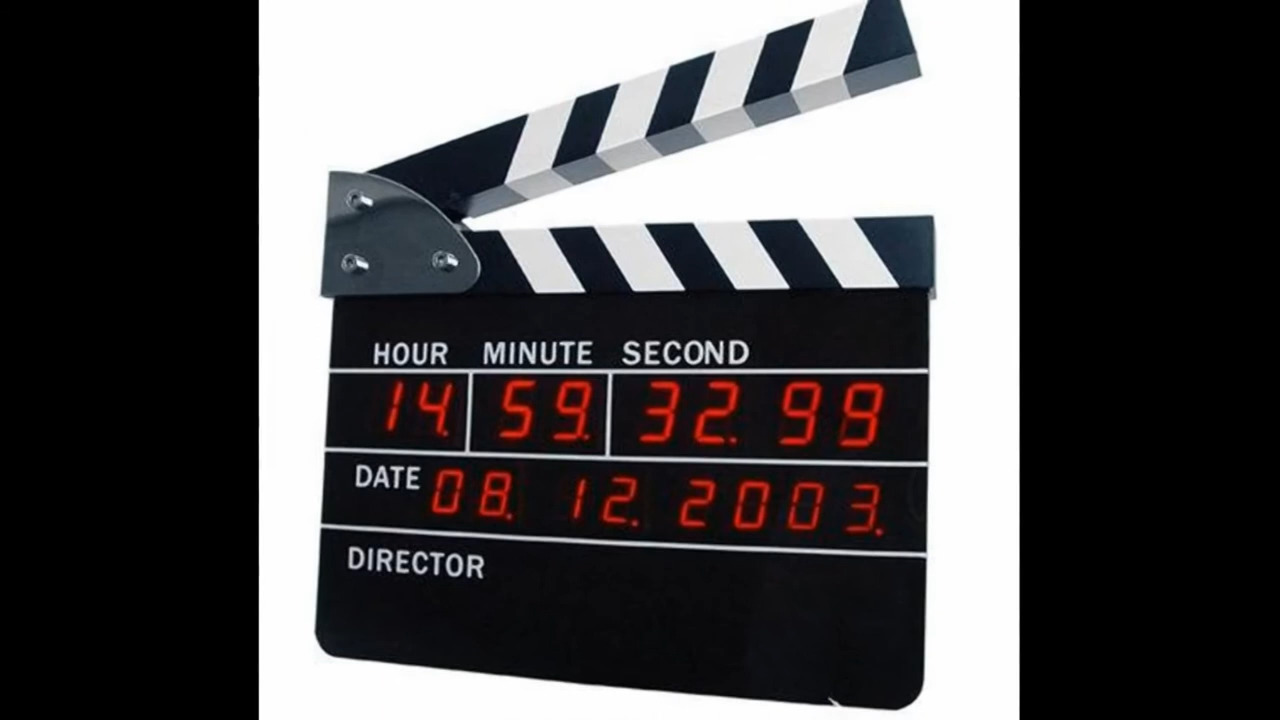 HOUR MINUTE SECOND
14. 59. 32. 99
DATE 08. 12. 2003.
DIRECTOR